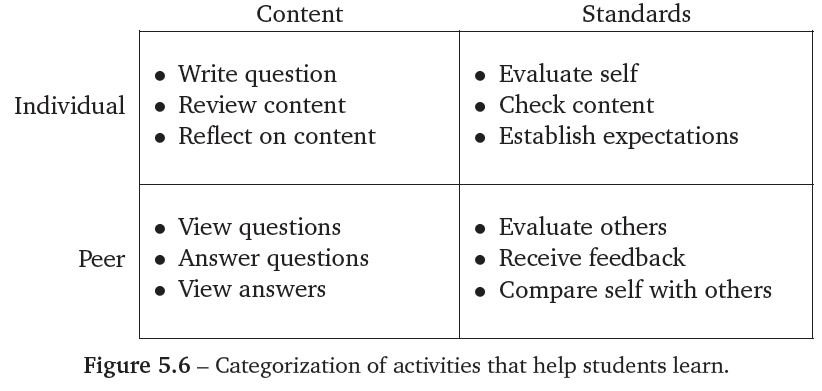 Content Standards
Individual
• Write question
• Review content
• Reflect on content
• Evaluate self
• Check content
• Establish expectations
Peer
• View questions
• Answer questions
• View answers
• Evaluate others
• Receive feedback
• Compare self with others
Figure 5.6 – Categorization of activities that help students learn.